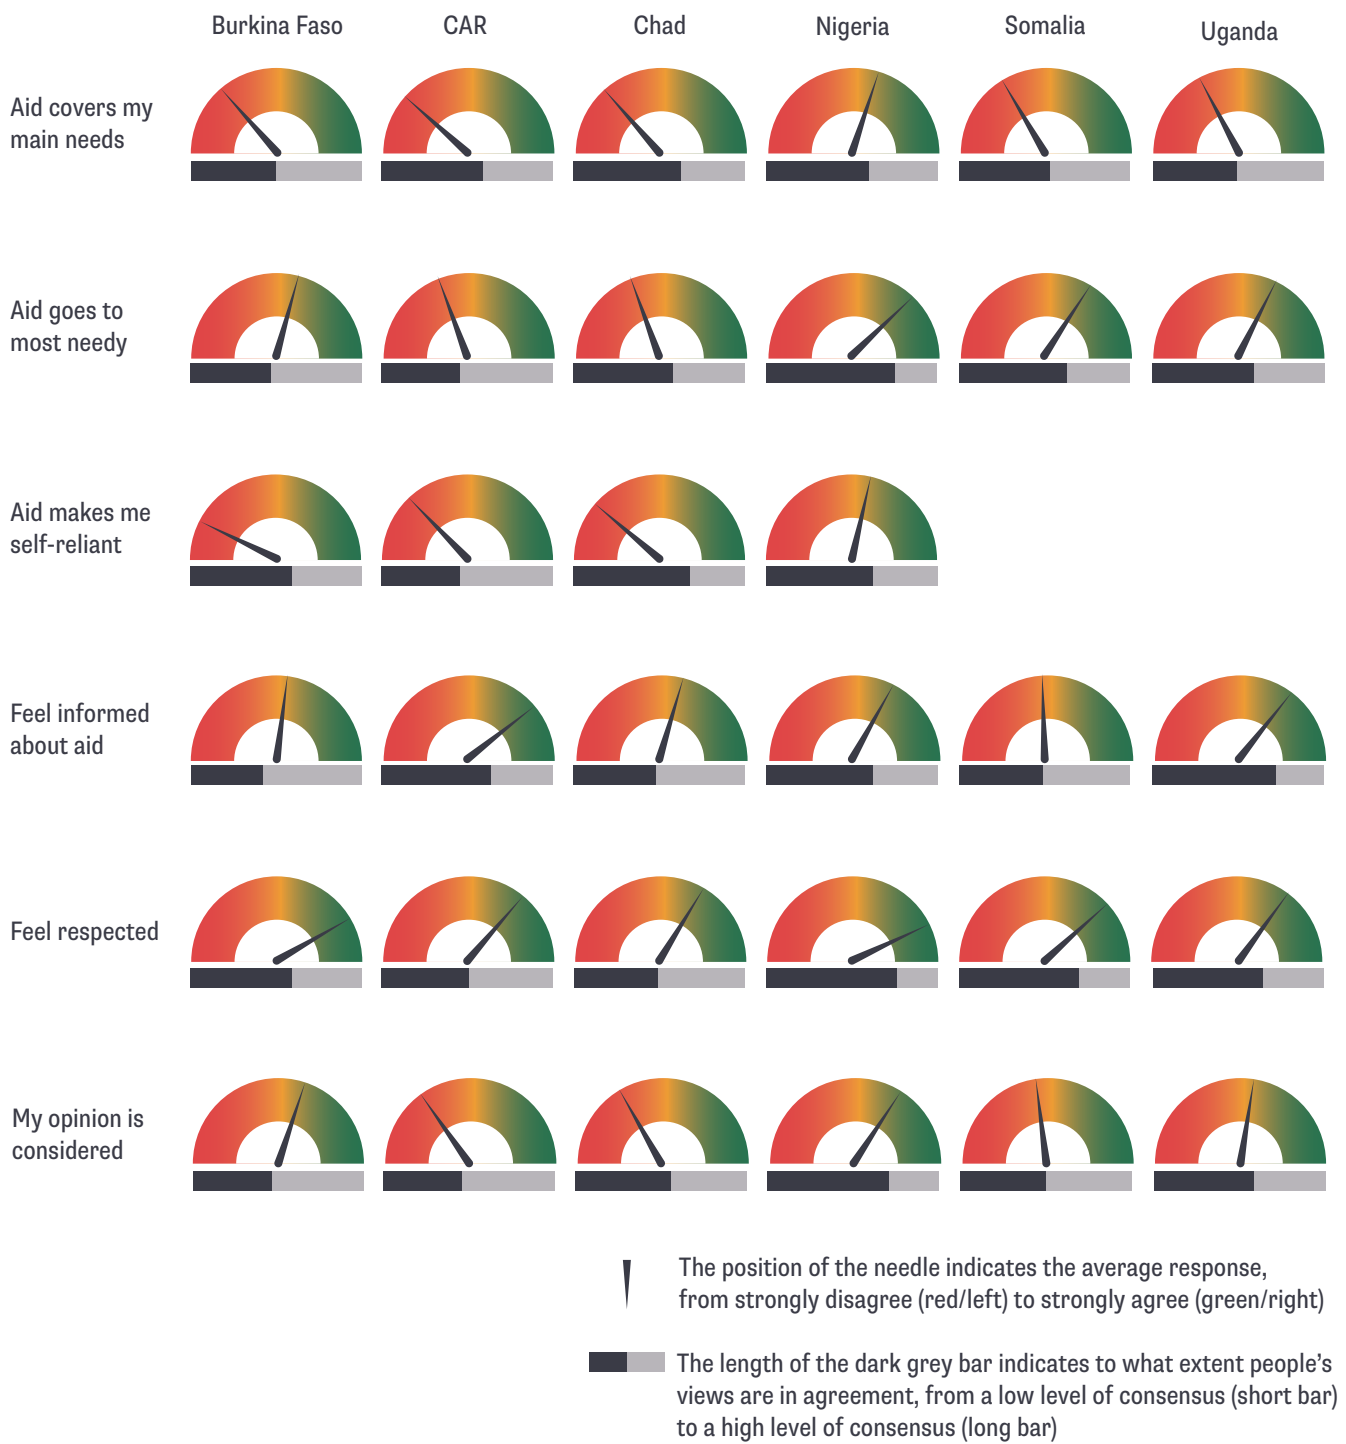 Burkina Faso
CAR
Chad
Nigeria
Somalia
Uganda
Aid covers my
main needs
Aid goes to
most needy
Aid makes me
self-reliant
Feel informed
about aid
Feel respected
My opinion is
considered
The position of the needle indicates the average response,
from strongly disagree (red/left) to strongly agree (green/right)
The length of the dark grey bar indicates to what extent people’s
views are in agreement, from a low level of consensus (short bar)
to a high level of consensus (long bar)